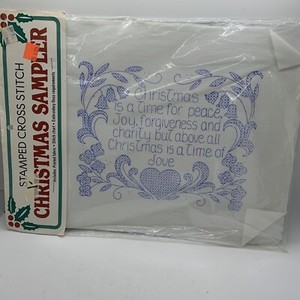 STAMPED CROSS STITCH
CHRISTMAS SAMPLER
Christmas
is a time for peace,
Joy, forgiveness and
charity but above all
Christmas is a time of
love